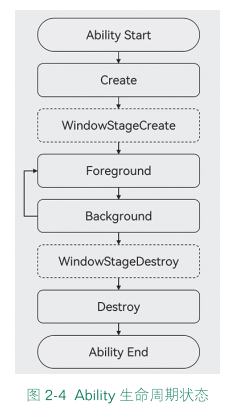 Ability Start
Create
WindowStageCreate
Foreground
Background
WindowStageDestroy
Destroy
Ability End
图 2-4 Ability 生命周期状态